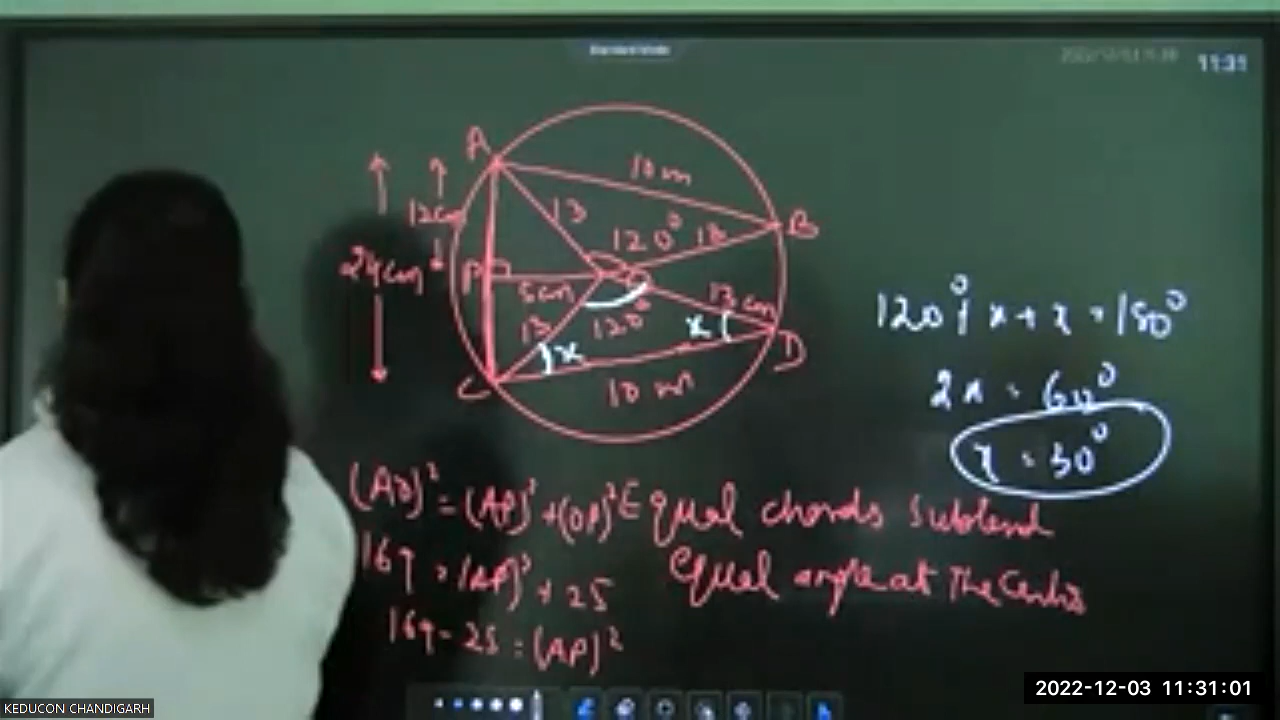 11:31
A
10 m
12cm
13
120° 13
B
24cm
P
5cm
13 cm
13
120°
x
x
D
C
10 m
120° + x + x = 180°
2x = 60°
x = 30°
(AO)² = (AP)² + (OP)²
Equal chords Subtend
169 = (AP)² + 25
Equal angle at The Centre
169 - 25 = (AP)²
2022-12-03 11:31:01
KEDUCON CHANDIGARH